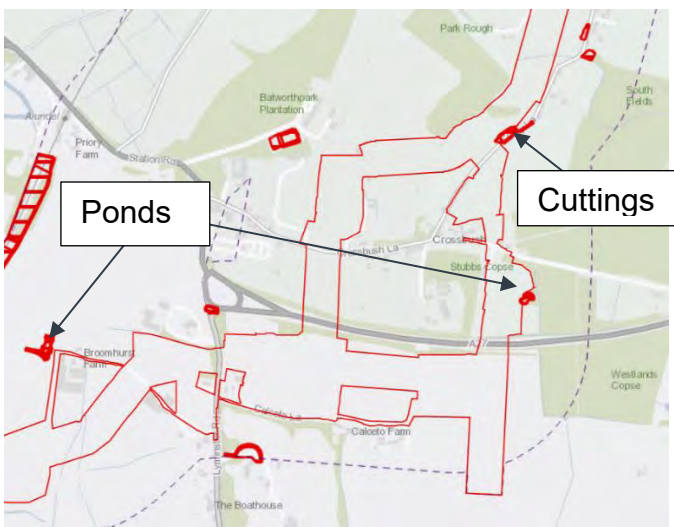 Park Rough
South
Fields
Batworthpark
Plantation
Arundel
Priory
Farm
Station Rd
Ponds
Cuttings
Crossbush La
Crossbush
Stubbs Copse
A27
Broomhurst
Farm
Westlands
Copse
Calceto La
Calceto Farm
The Boathouse